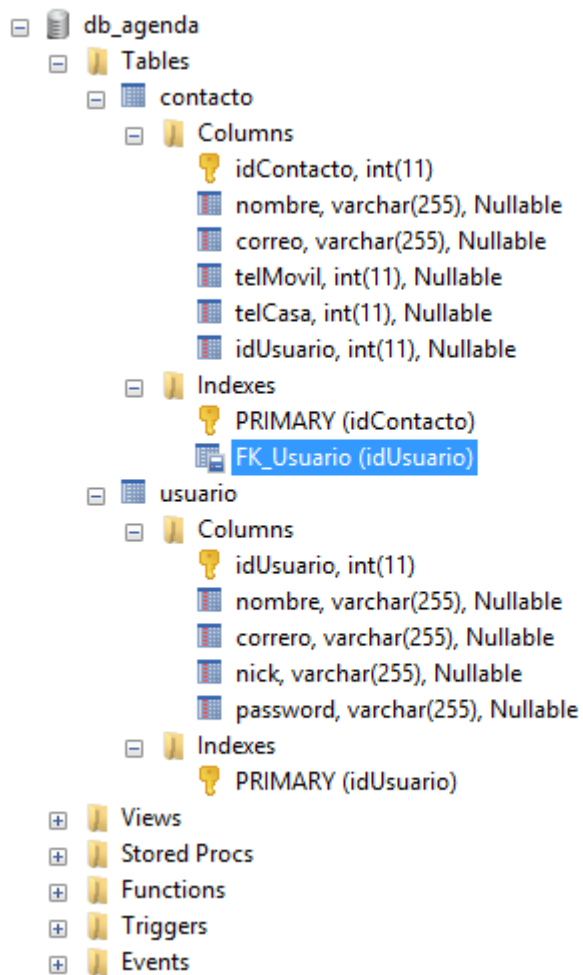 db_agenda
Tables
contacto
Columns
idContacto, int(11)
nombre, varchar(255), Nullable
correo, varchar(255), Nullable
telMovil, int(11), Nullable
telCasa, int(11), Nullable
idUsuario, int(11), Nullable
Indexes
PRIMARY (idContacto)
FK_Usuario (idUsuario)
usuario
Columns
idUsuario, int(11)
nombre, varchar(255), Nullable
correro, varchar(255), Nullable
nick, varchar(255), Nullable
password, varchar(255), Nullable
Indexes
PRIMARY (idUsuario)
Views
Stored Procs
Functions
Triggers
Events